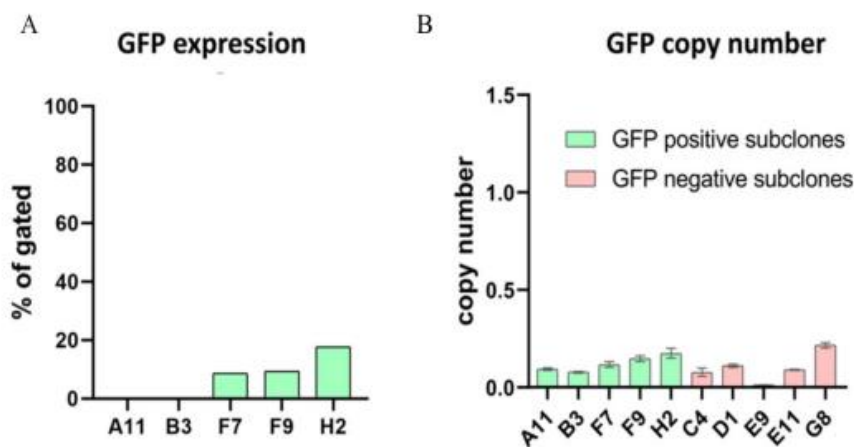 A
GFP expression
% of gated
100
80
60
40
20
0
A11 B3 F7 F9 H2
B
GFP copy number
copy number
1.5
1.0
0.5
0.0
GFP positive subclones
GFP negative subclones
A11 B3 F7 F9 H2 C4 D1 E9 E11 G8